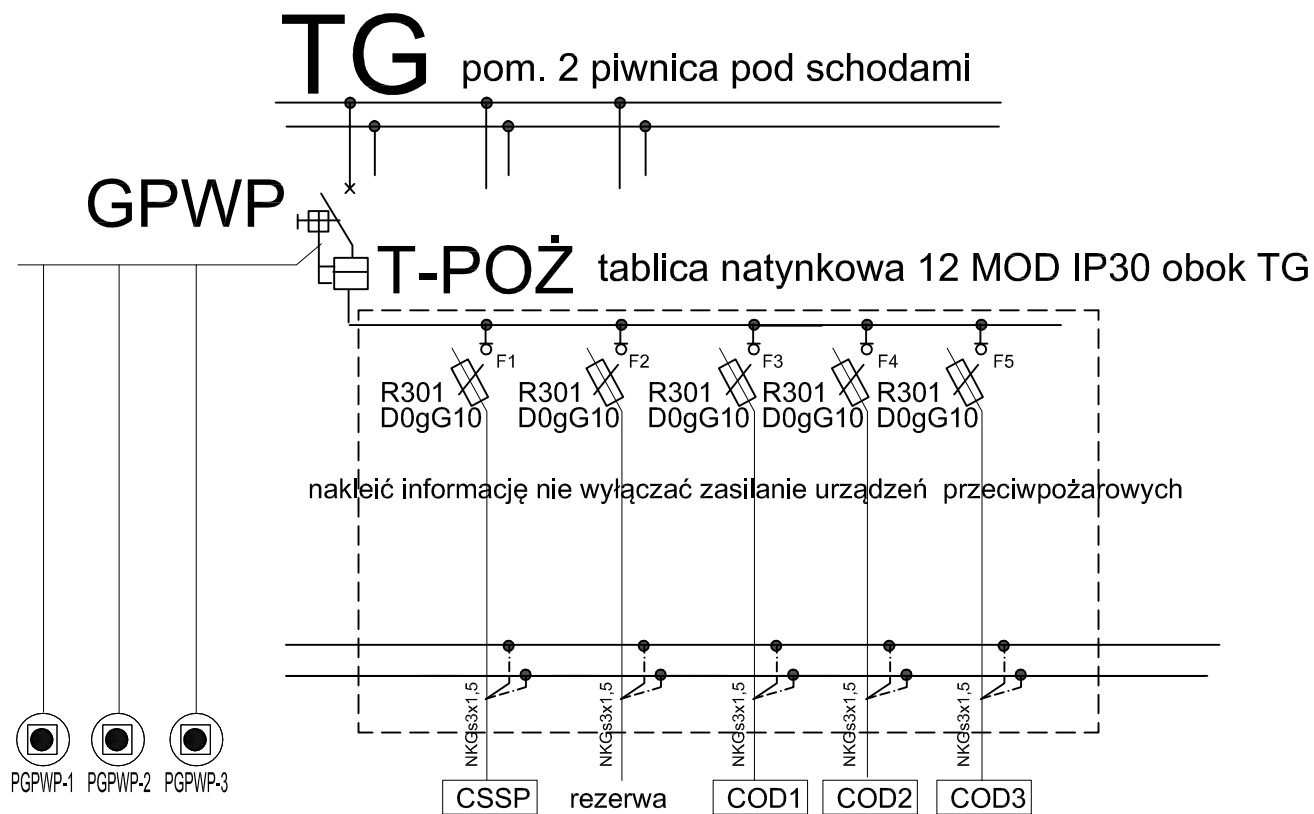 TG pom. 2 piwnica pod schodami
GPWP
T-POŻ tablica natynkowa 12 MOD IP30 obok TG
F1 F2 F3 F4 F5
R301 R301 R301 R301 R301
D0gG10 D0gG10 D0gG10 D0gG10 D0gG10
nakleić informację nie wyłączać zasilanie urządzeń przeciwpożarowych
NKGs3x1,5 NKGs3x1,5 NKGs3x1,5 NKGs3x1,5 NKGs3x1,5
PGPWP-1 PGPWP-2 PGPWP-3
CSSP rezerwa COD1 COD2 COD3